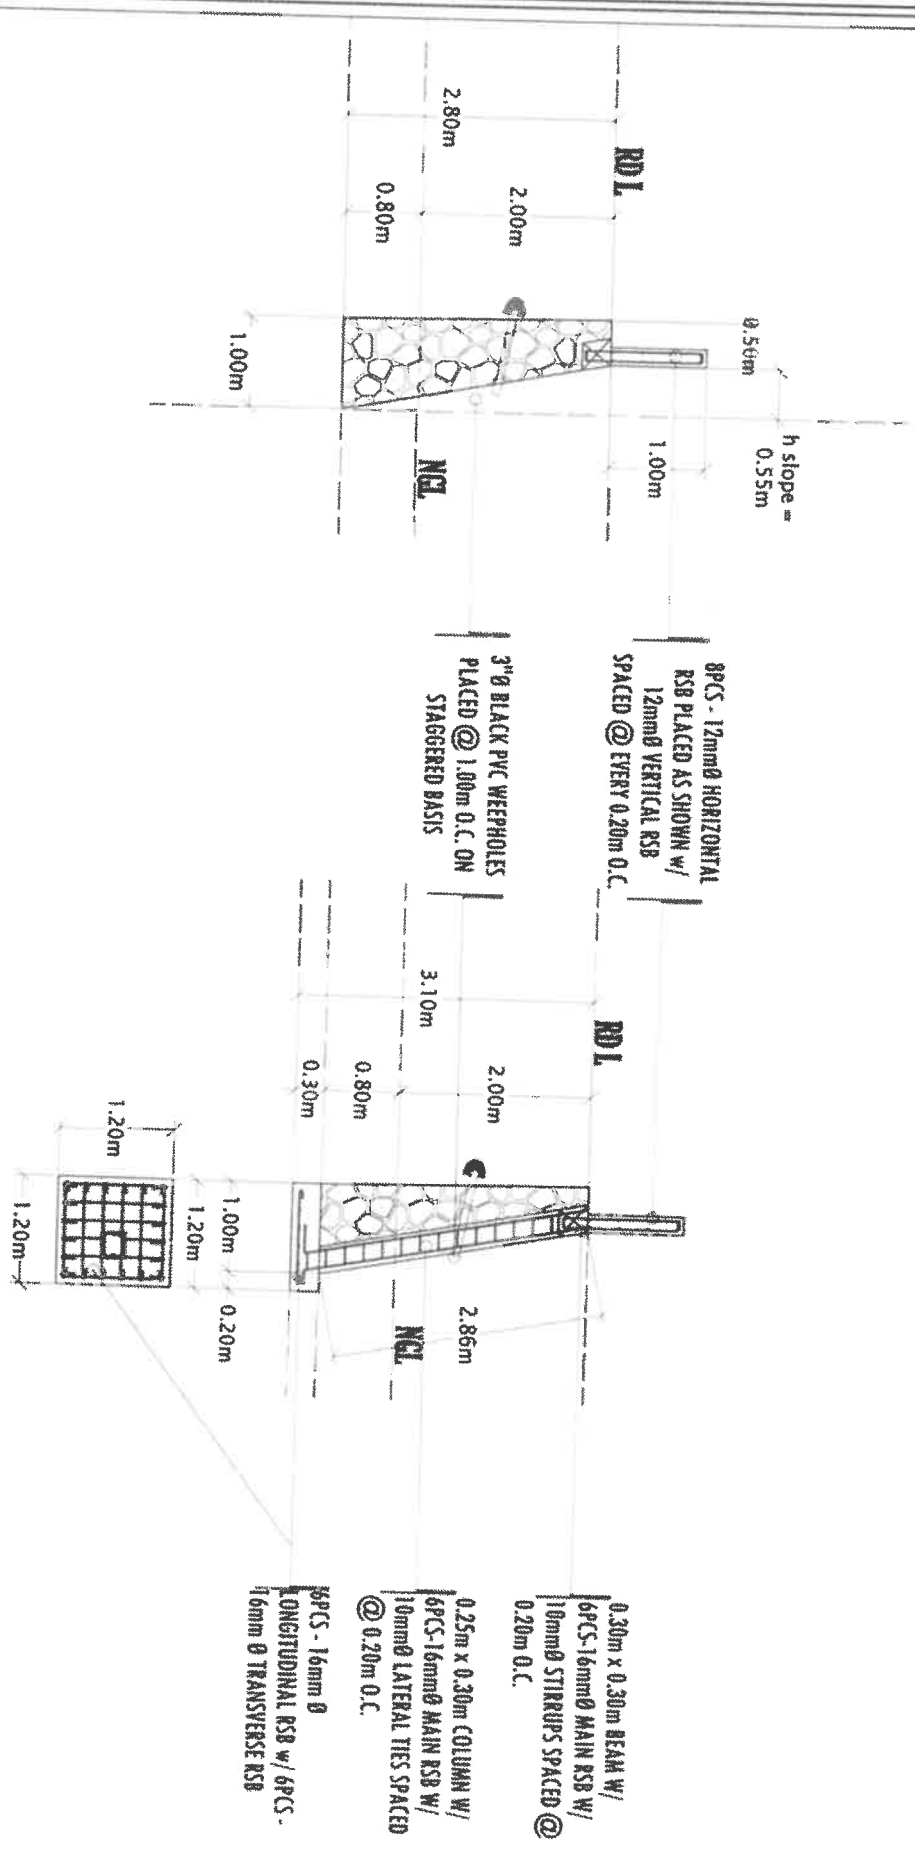 RD L
2.80m
2.00m
0.80m
0.50m
1.00m
h slope =
0.55m
1.00m
NGL
8PCS - 12mmØ HORIZONTAL
RSB PLACED AS SHOWN w/
12mmØ VERTICAL RSB
SPACED @ EVERY 0.20m O.C.
3"Ø BLACK PVC WEEPHOLES
PLACED @ 1.00m O.C. ON
STAGGERED BASIS
RD L
3.10m
2.00m
0.80m
0.30m
2.86m
NGL
1.00m
0.20m
1.20m
1.20m
1.20m
0.30m x 0.30m BEAM W/
6PCS-16mmØ MAIN RSB W/
10mmØ STIRRUPS SPACED @
0.20m O.C.
0.25m x 0.30m COLUMN W/
6PCS-16mmØ MAIN RSB W/
10mmØ LATERAL TIES SPACED
@ 0.20m O.C.
6PCS - 16mm Ø
LONGITUDINAL RSB w/ 6PCS -
16mm Ø TRANSVERSE RSB